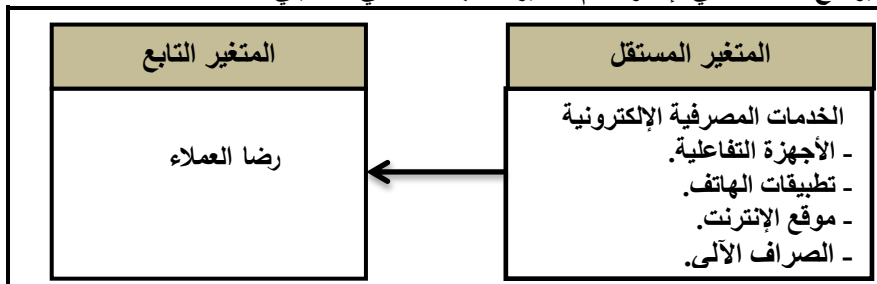 المتغير المستقل
الخدمات المصرفية الإلكترونية
- الأجهزة التفاعلية.
- تطبيقات الهاتف.
- موقع الإنترنت.
- الصراف الآلي.
المتغير التابع
رضا العملاء